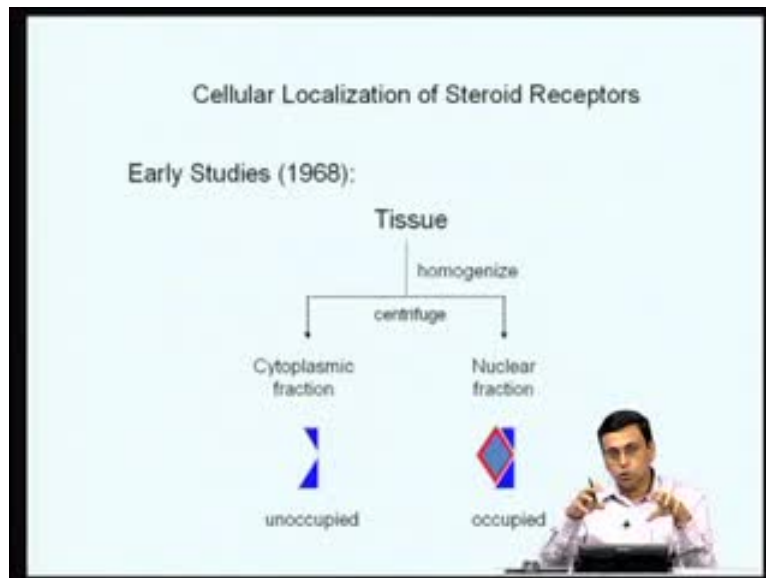 Cellular Localization of Steroid Receptors
Early Studies (1968):
Tissue
homogenize
centrifuge
Cytoplasmic
fraction
Nuclear
fraction
unoccupied
occupied